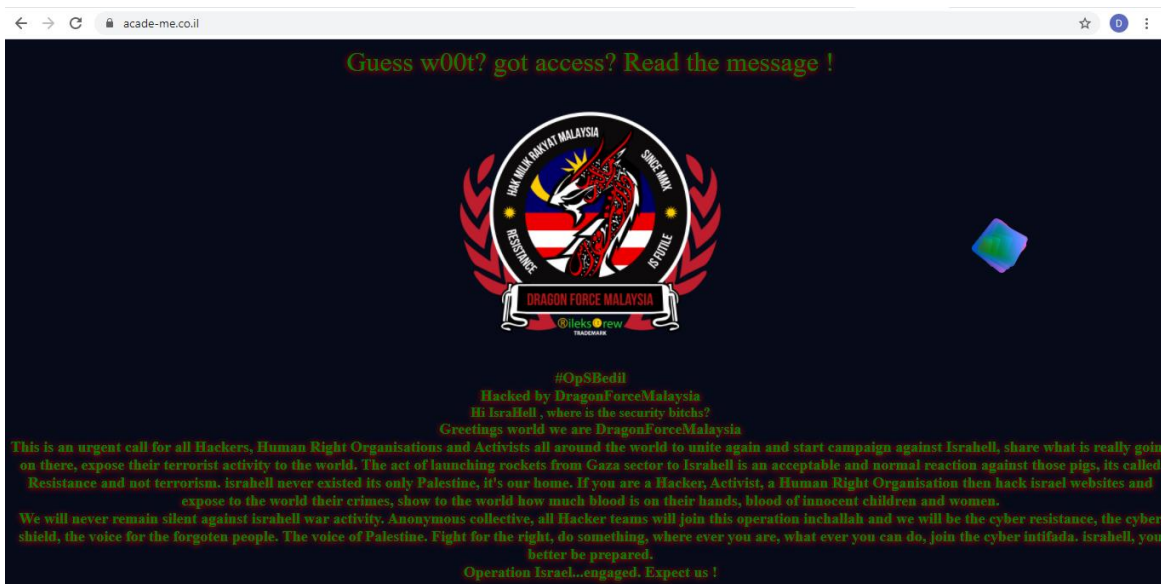 acade-me.co.il
D
Guess w00t? got access? Read the message !
HAK MILIK RAKYAT MALAYSIA
SINCE MMX
RESISTANCE
IS FUTILE
DRAGON FORCE MALAYSIA
RileksCrew
TRADEMARK
#OpSBedil
Hacked by DragonForceMalaysia
Hi IsraHell , where is the security bitchs?
Greetings world we are DragonForceMalaysia
This is an urgent call for all Hackers, Human Right Organisations and Activists all around the world to unite again and start campaign against Israhell, share what is really goin
on there, expose their terrorist activity to the world. The act of launching rockets from Gaza sector to Israhell is an acceptable and normal reaction against those pigs, its called
Resistance and not terrorism. israhell never existed its only Palestine, it's our home. If you are a Hacker, Activist, a Human Right Organisation then hack israel websites and
expose to the world their crimes, show to the world how much blood is on their hands, blood of innocent children and women.
We will never remain silent against israhell war activity. Anonymous collective, all Hacker teams will join this operation inchallah and we will be the cyber resistance, the cyber
shield, the voice for the forgoten people. The voice of Palestine. Fight for the right, do something, where ever you are, what ever you can do, join the cyber intifada. israhell, you
better be prepared.
Operation Israel...engaged. Expect us !